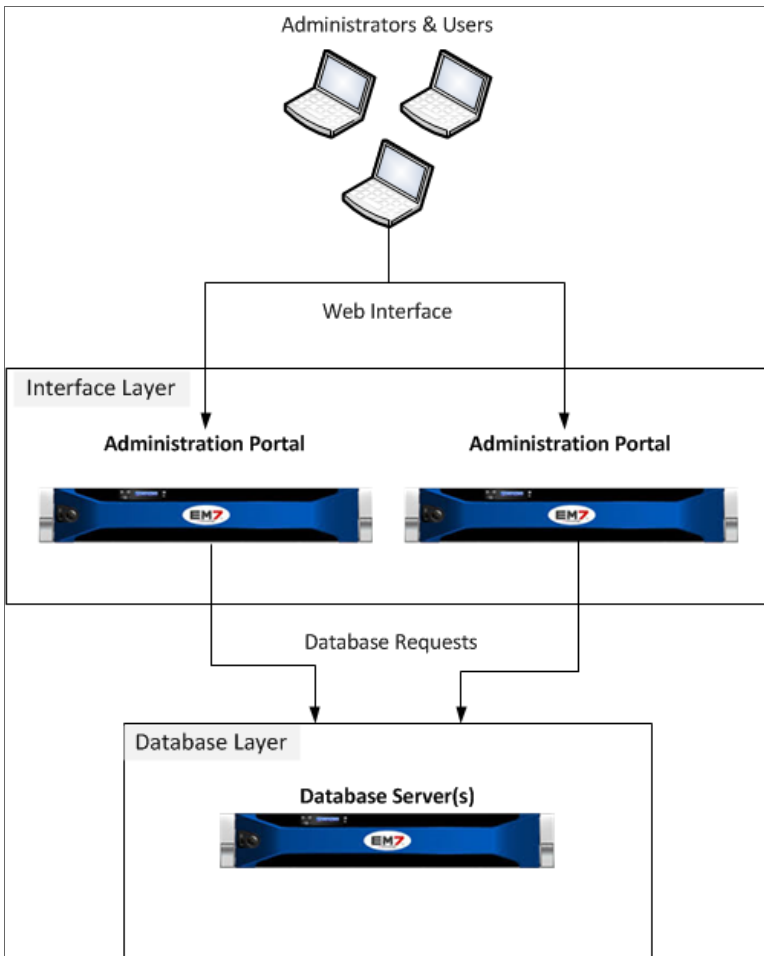 Administrators & Users
Web Interface
Interface Layer
Administration Portal
Administration Portal
EM7
EM7
Database Requests
Database Layer
Database Server(s)
EM7